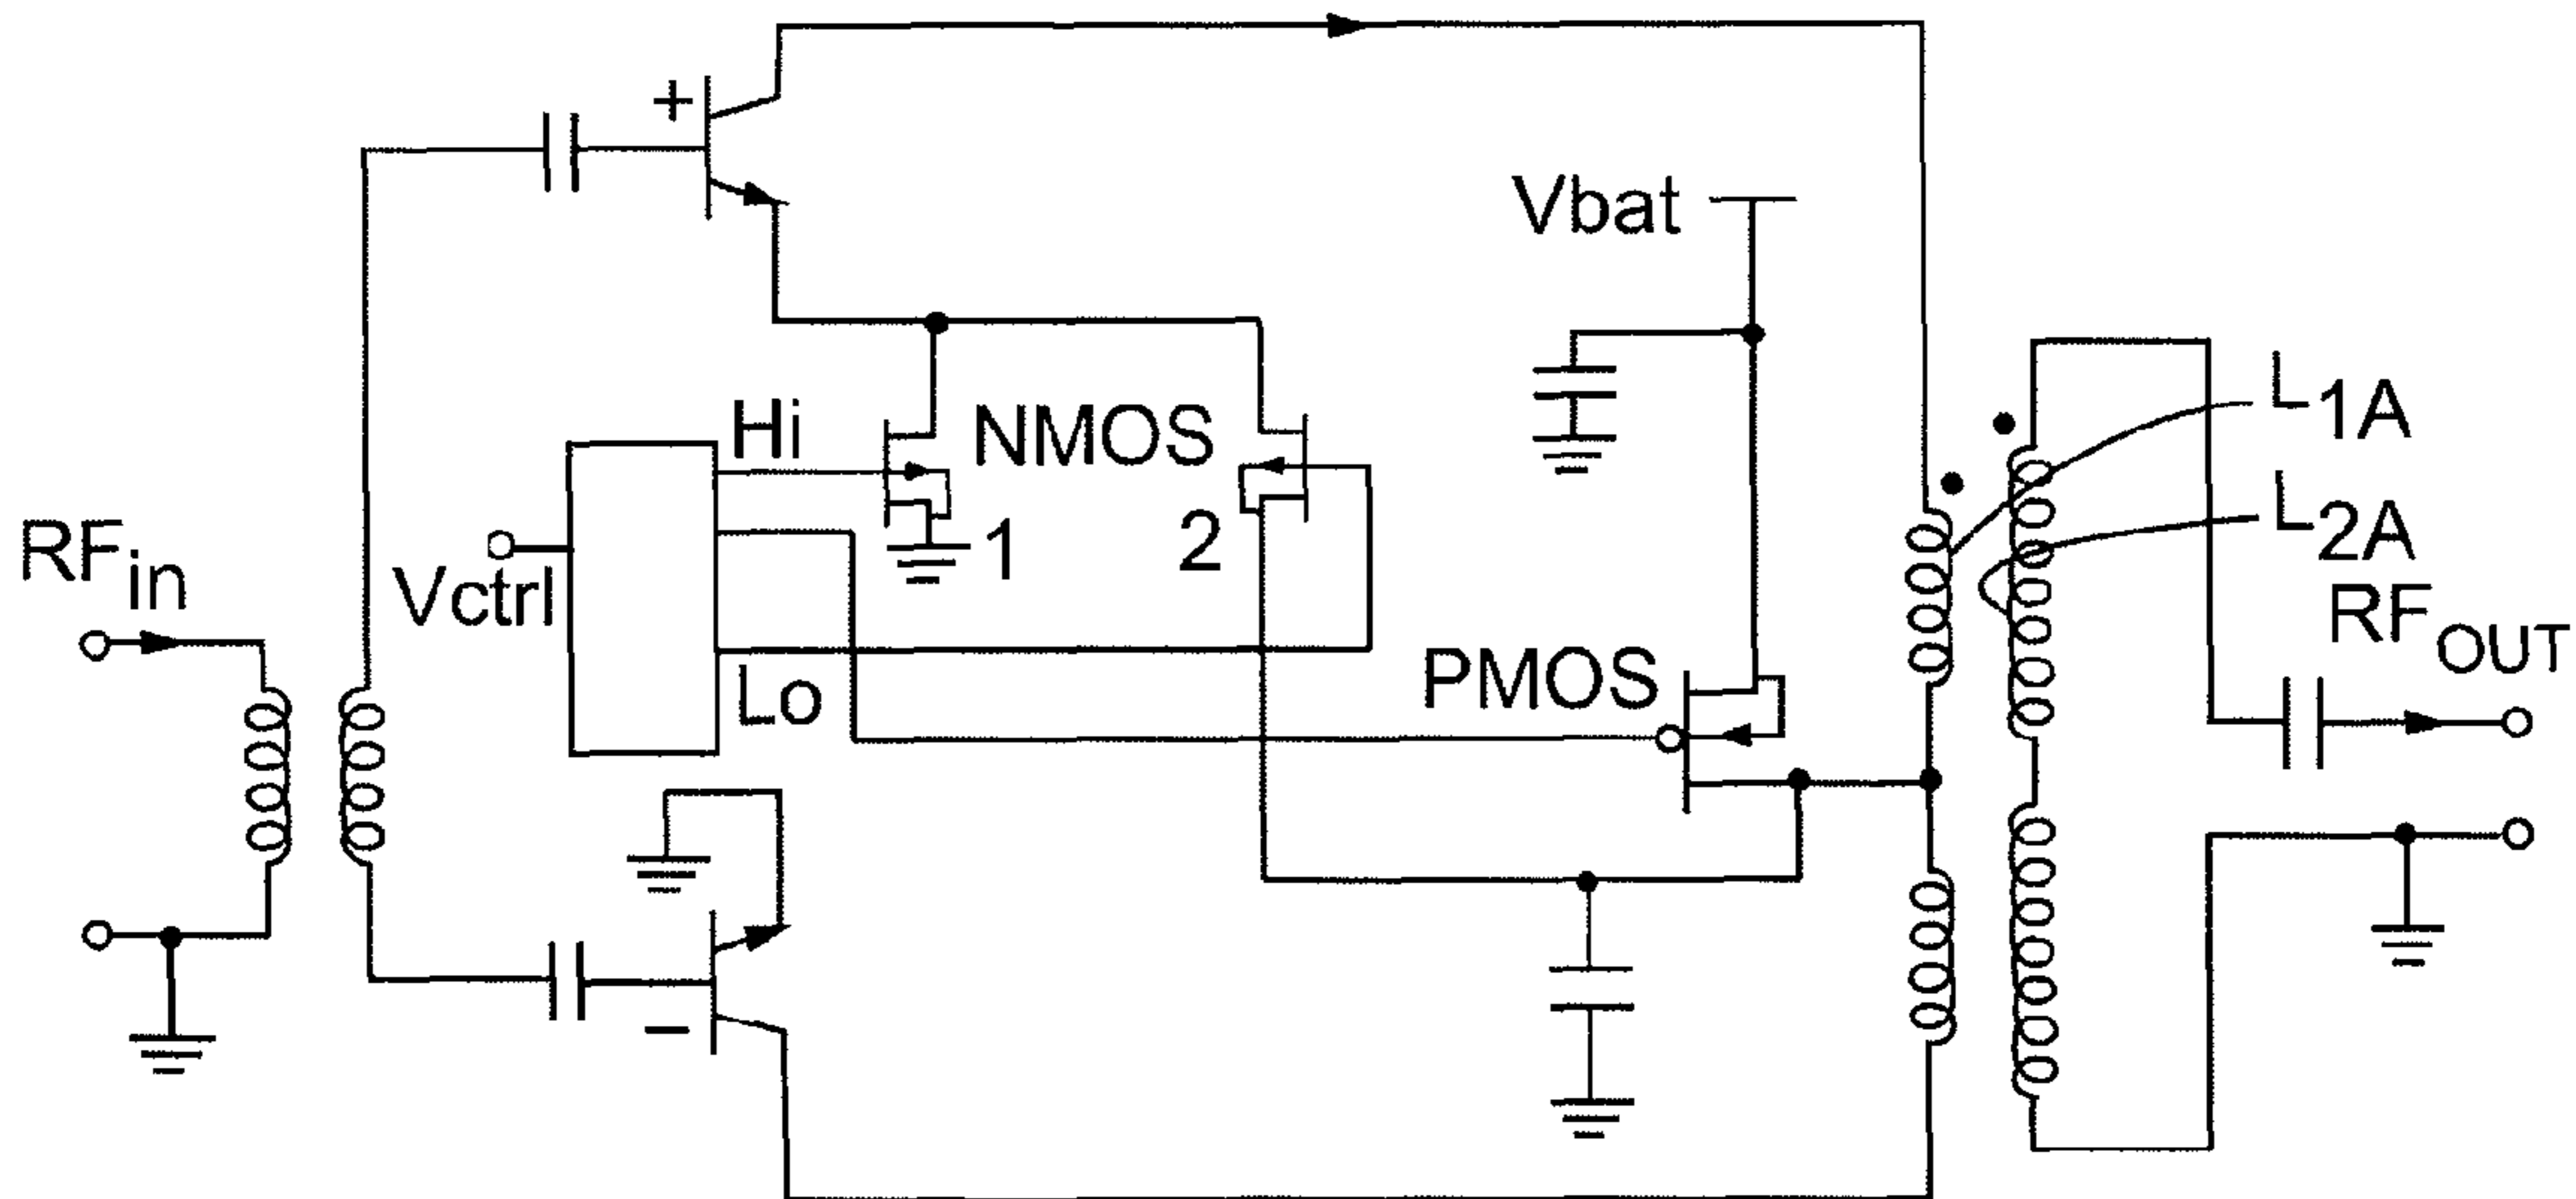 +
Vbat
Hi
NMOS
L1A
L2A
RFin
Vctrl
1
2
RFOUT
Lo
PMOS
−